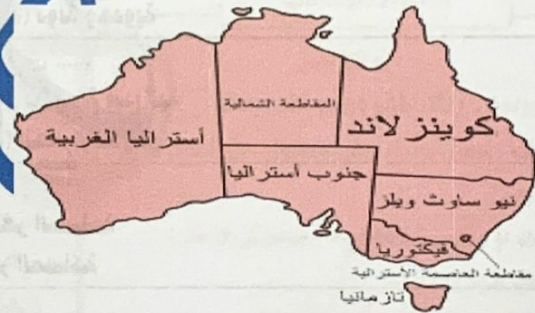 المقاطعة الشمالية
كوينزلاند
أستراليا الغربية
جنوب أستراليا
نيو ساوث ويلز
فيكتوريا
مقاطعة العاصمة الأسترالية
تازمانيا